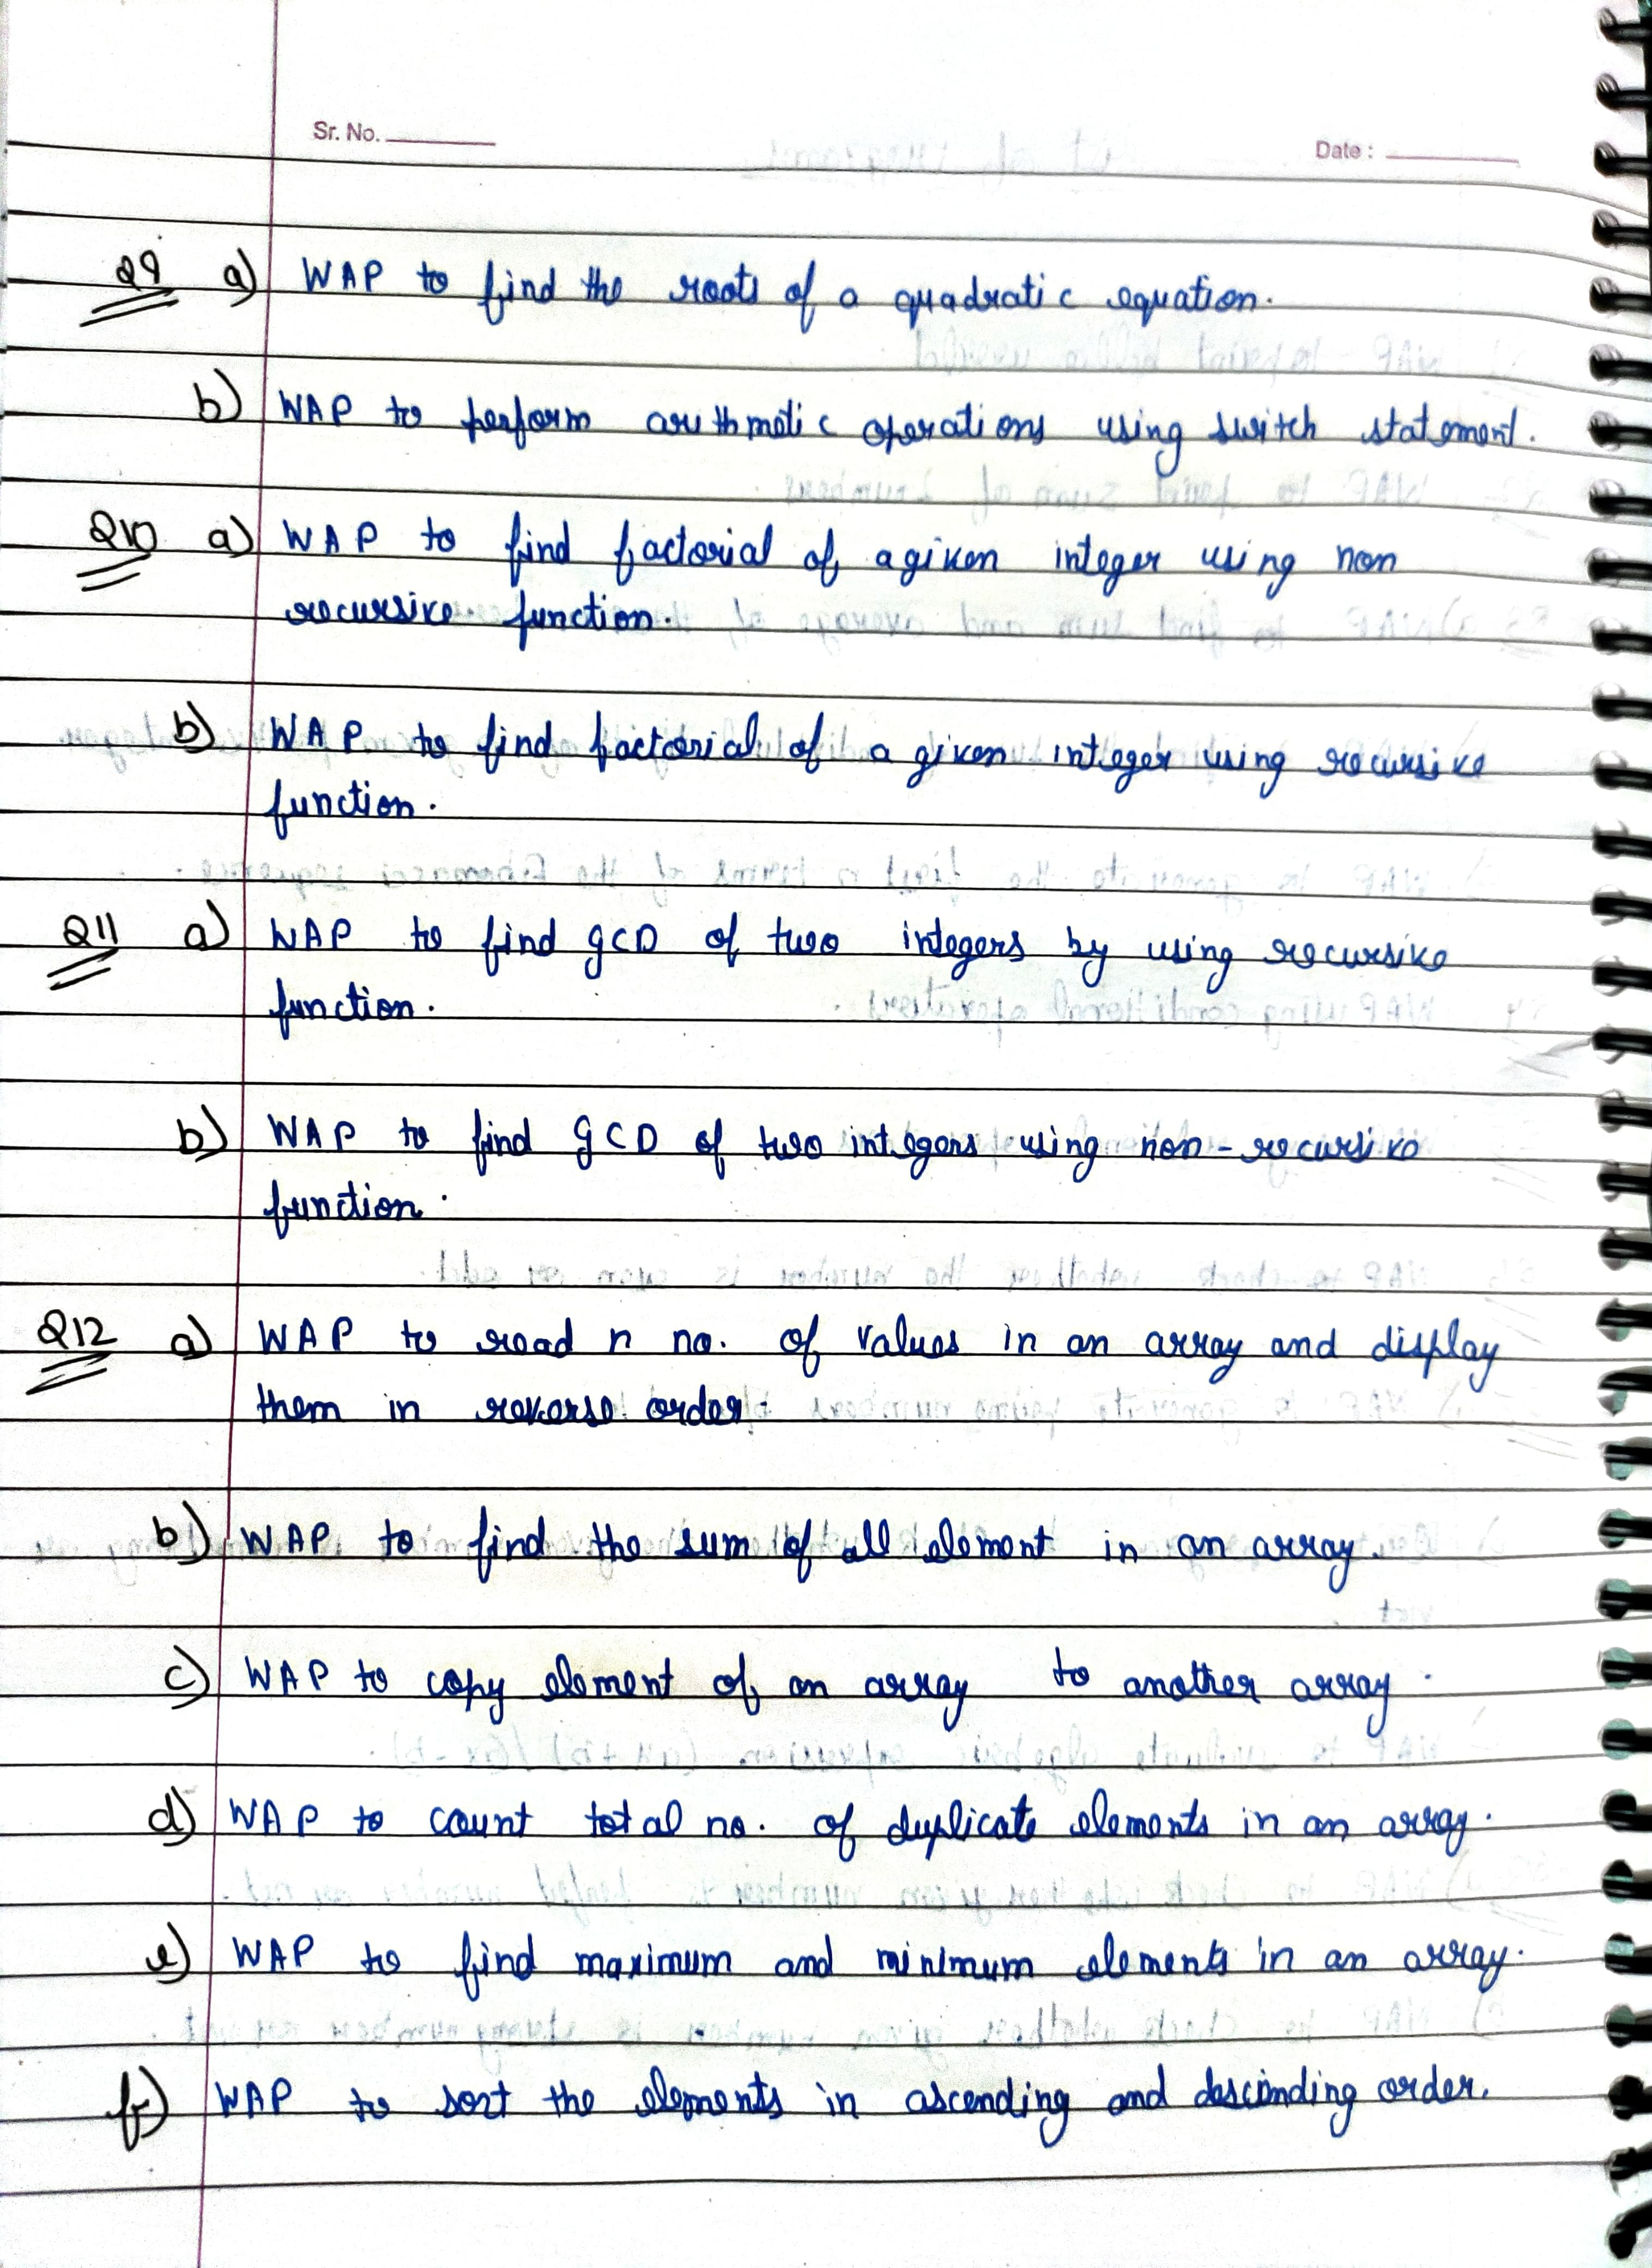 Sr. No.
Date :
Q9 a) WAP to find the roots of a quadratic equation.
b) WAP to perform arithmetic operations using switch statement.
Q10 a) WAP to find factorial of a given integer using non
recursive function.
b) WAP to find factorial of a given integer using recursive
function.
Q11 a) WAP to find GCD of two integers by using recursive
function.
b) WAP to find GCD of two integers using non-recursive
function.
Q12 a) WAP to read n no. of values in an array and display
them in reverse order.
b) WAP to find the sum of all element in an array.
c) WAP to copy element of an array to another array.
d) WAP to count total no. of duplicate elements in an array.
e) WAP to find maximum and minimum elements in an array.
f) WAP to sort the elements in ascending and descending order.